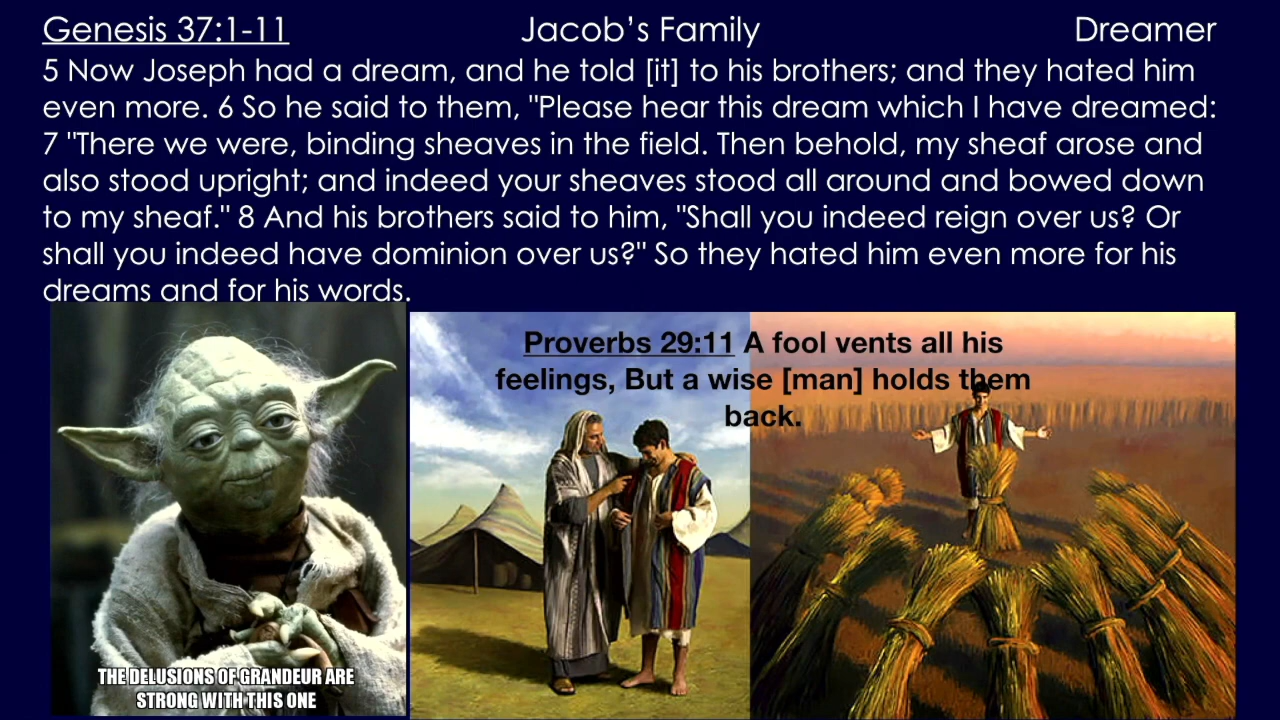 Genesis 37:1-11 Jacob’s Family Dreamer
5 Now Joseph had a dream, and he told [it] to his brothers; and they hated him
even more. 6 So he said to them, "Please hear this dream which I have dreamed:
7 "There we were, binding sheaves in the field. Then behold, my sheaf arose and
also stood upright; and indeed your sheaves stood all around and bowed down
to my sheaf." 8 And his brothers said to him, "Shall you indeed reign over us? Or
shall you indeed have dominion over us?" So they hated him even more for his
dreams and for his words.
Proverbs 29:11 A fool vents all his
feelings, But a wise [man] holds them
back.
THE DELUSIONS OF GRANDEUR ARE
STRONG WITH THIS ONE